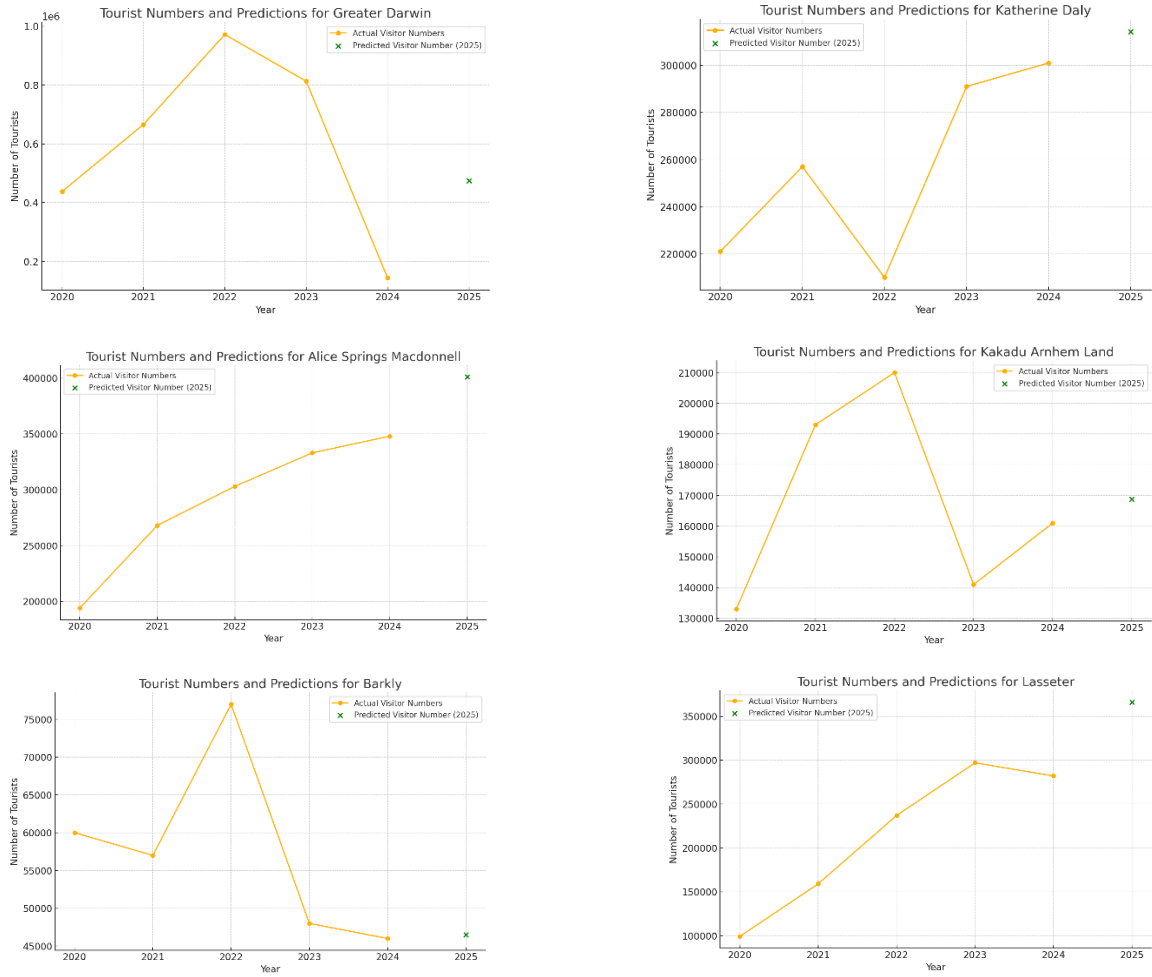 Tourist Numbers and Predictions for Greater Darwin
1e6
1.0
0.8
0.6
0.4
0.2
Number of Tourists
Actual Visitor Numbers
Predicted Visitor Number (2025)
2020 2021 2022 2023 2024 2025
Year
Tourist Numbers and Predictions for Katherine Daly
Actual Visitor Numbers
Predicted Visitor Number (2025)
300000
280000
260000
240000
220000
Number of Tourists
2020 2021 2022 2023 2024 2025
Year
Tourist Numbers and Predictions for Alice Springs Macdonnell
400000
350000
300000
250000
200000
Number of Tourists
Actual Visitor Numbers
Predicted Visitor Number (2025)
2020 2021 2022 2023 2024 2025
Year
Tourist Numbers and Predictions for Kakadu Arnhem Land
210000
200000
190000
180000
170000
160000
150000
140000
130000
Number of Tourists
Actual Visitor Numbers
Predicted Visitor Number (2025)
2020 2021 2022 2023 2024 2025
Year
Tourist Numbers and Predictions for Barkly
75000
70000
65000
60000
55000
50000
45000
Number of Tourists
Actual Visitor Numbers
Predicted Visitor Number (2025)
2020 2021 2022 2023 2024 2025
Year
Tourist Numbers and Predictions for Lasseter
Actual Visitor Numbers
Predicted Visitor Number (2025)
350000
300000
250000
200000
150000
100000
Number of Tourists
2020 2021 2022 2023 2024 2025
Year